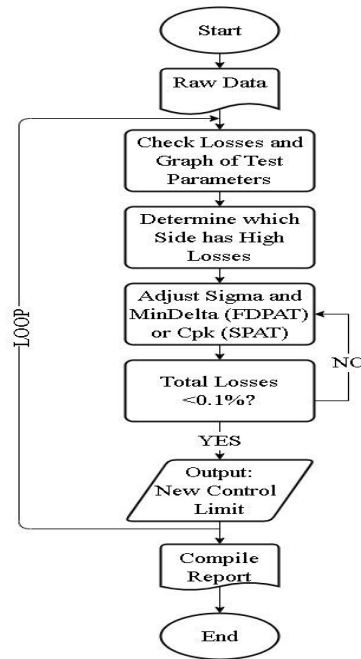 Start
Raw Data
Check Losses and
Graph of Test
Parameters
Determine which
Side has High
Losses
Adjust Sigma and
MinDelta (FDPAT)
or Cpk (SPAT)
LOOP
NO
Total Losses
<0.1%?
YES
Output:
New Control
Limit
Compile
Report
End